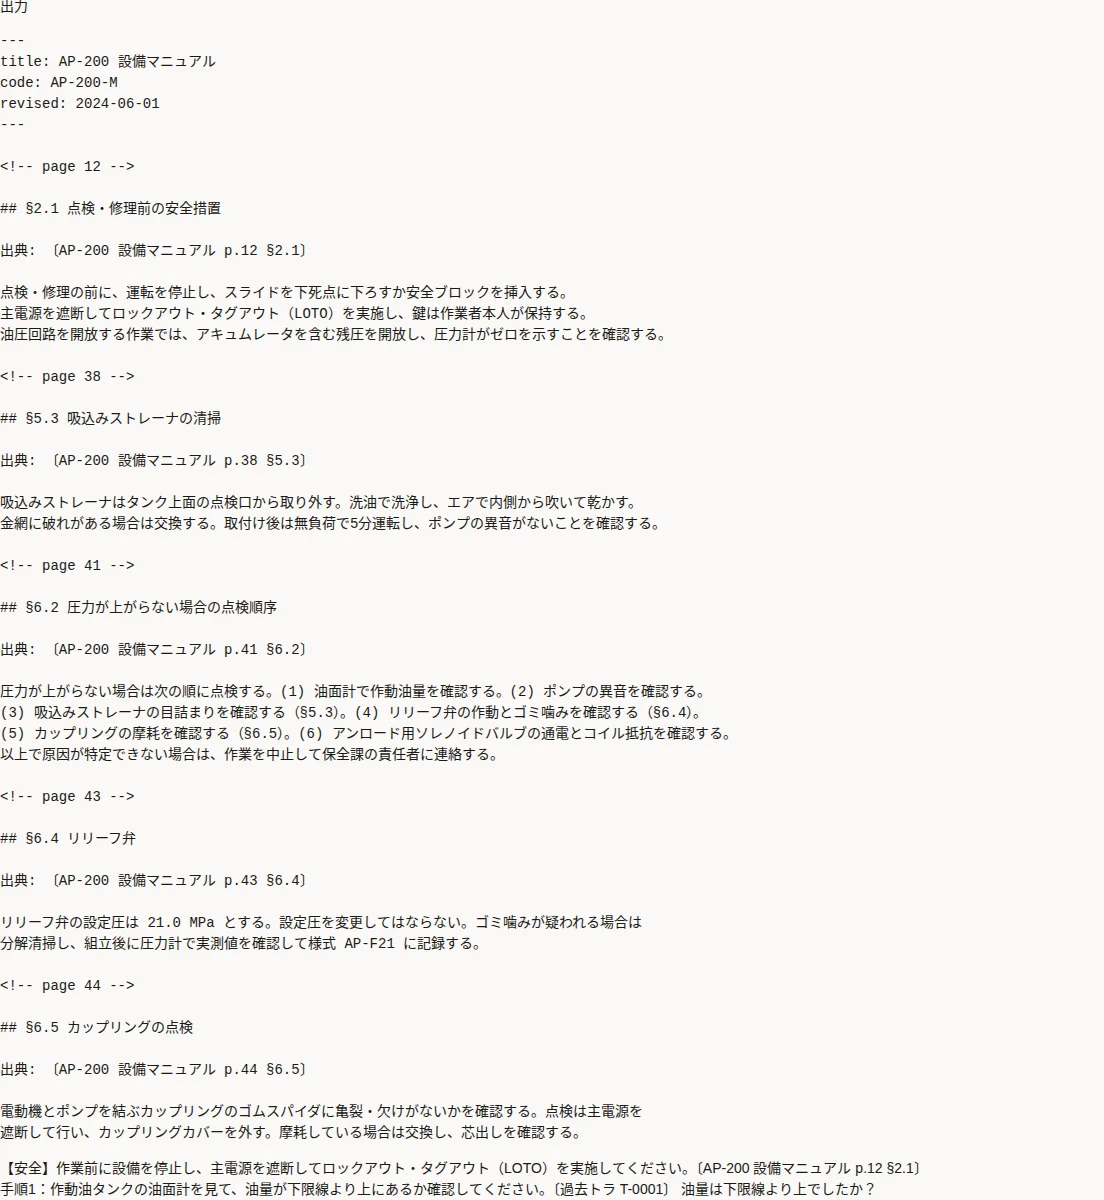 出力
---
title: AP-200 設備マニュアル
code: AP-200-M
revised: 2024-06-01
---
<!-- page 12 -->
## §2.1 点検・修理前の安全措置
出典: 〔AP-200 設備マニュアル p.12 §2.1〕
点検・修理の前に、運転を停止し、スライドを下死点に下ろすか安全ブロックを挿入する。
主電源を遮断してロックアウト・タグアウト（LOTO）を実施し、鍵は作業者本人が保持する。
油圧回路を開放する作業では、アキュムレータを含む残圧を開放し、圧力計がゼロを示すことを確認する。
<!-- page 38 -->
## §5.3 吸込みストレーナの清掃
出典: 〔AP-200 設備マニュアル p.38 §5.3〕
吸込みストレーナはタンク上面の点検口から取り外す。洗油で洗浄し、エアで内側から吹いて乾かす。
金網に破れがある場合は交換する。取付け後は無負荷で5分運転し、ポンプの異音がないことを確認する。
<!-- page 41 -->
## §6.2 圧力が上がらない場合の点検順序
出典: 〔AP-200 設備マニュアル p.41 §6.2〕
圧力が上がらない場合は次の順に点検する。(1) 油面計で作動油量を確認する。(2) ポンプの異音を確認する。
(3) 吸込みストレーナの目詰まりを確認する（§5.3）。(4) リリーフ弁の作動とゴミ噛みを確認する（§6.4）。
(5) カップリングの摩耗を確認する（§6.5）。(6) アンロード用ソレノイドバルブの通電とコイル抵抗を確認する。
以上で原因が特定できない場合は、作業を中止して保全課の責任者に連絡する。
<!-- page 43 -->
## §6.4 リリーフ弁
出典: 〔AP-200 設備マニュアル p.43 §6.4〕
リリーフ弁の設定圧は 21.0 MPa とする。設定圧を変更してはならない。ゴミ噛みが疑われる場合は
分解清掃し、組立後に圧力計で実測値を確認して様式 AP-F21 に記録する。
<!-- page 44 -->
## §6.5 カップリングの点検
出典: 〔AP-200 設備マニュアル p.44 §6.5〕
電動機とポンプを結ぶカップリングのゴムスパイダに亀裂・欠けがないかを確認する。点検は主電源を
遮断して行い、カップリングカバーを外す。摩耗している場合は交換し、芯出しを確認する。
【安全】作業前に設備を停止し、主電源を遮断してロックアウト・タグアウト（LOTO）を実施してください。〔AP-200 設備マニュアル p.12 §2.1〕
手順1：作動油タンクの油面計を見て、油量が下限線より上にあるか確認してください。〔過去トラ T-0001〕 油量は下限線より上でしたか？